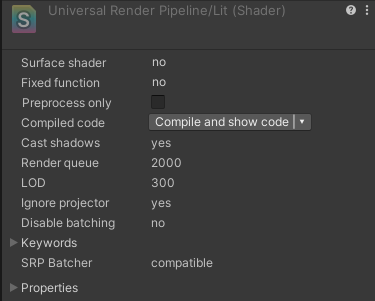 Universal Render Pipeline/Lit (Shader)
Surface shader no
Fixed function no
Preprocess only
Compiled code Compile and show code
Cast shadows yes
Render queue 2000
LOD 300
Ignore projector yes
Disable batching no
Keywords
SRP Batcher compatible
Properties